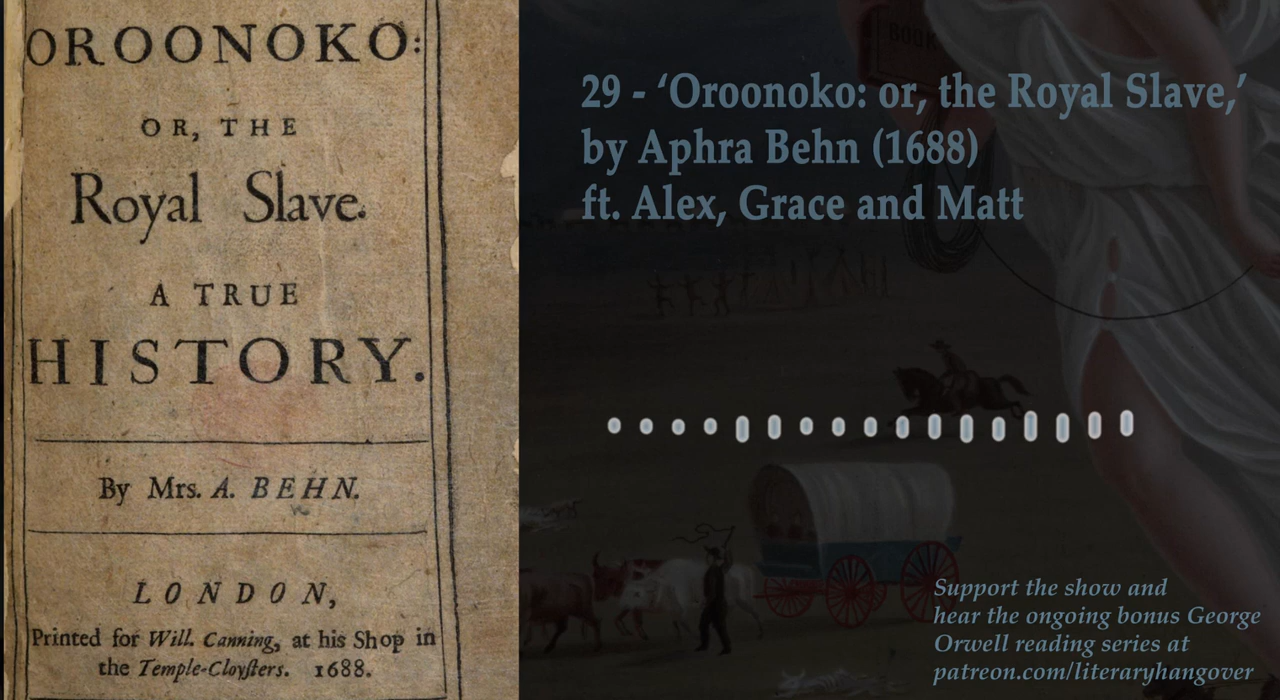 OROONOKO:
OR, THE
Royal Slave.
A TRUE
HISTORY.
By Mrs. A. BEHN.
LONDON,
Printed for Will. Canning, at his Shop in
the Temple-Cloyſters. 1688.
BOOK
29 - ‘Oroonoko: or, the Royal Slave,’
by Aphra Behn (1688)
ft. Alex, Grace and Matt
Support the show and
hear the ongoing bonus George
Orwell reading series at
patreon.com/literaryhangover